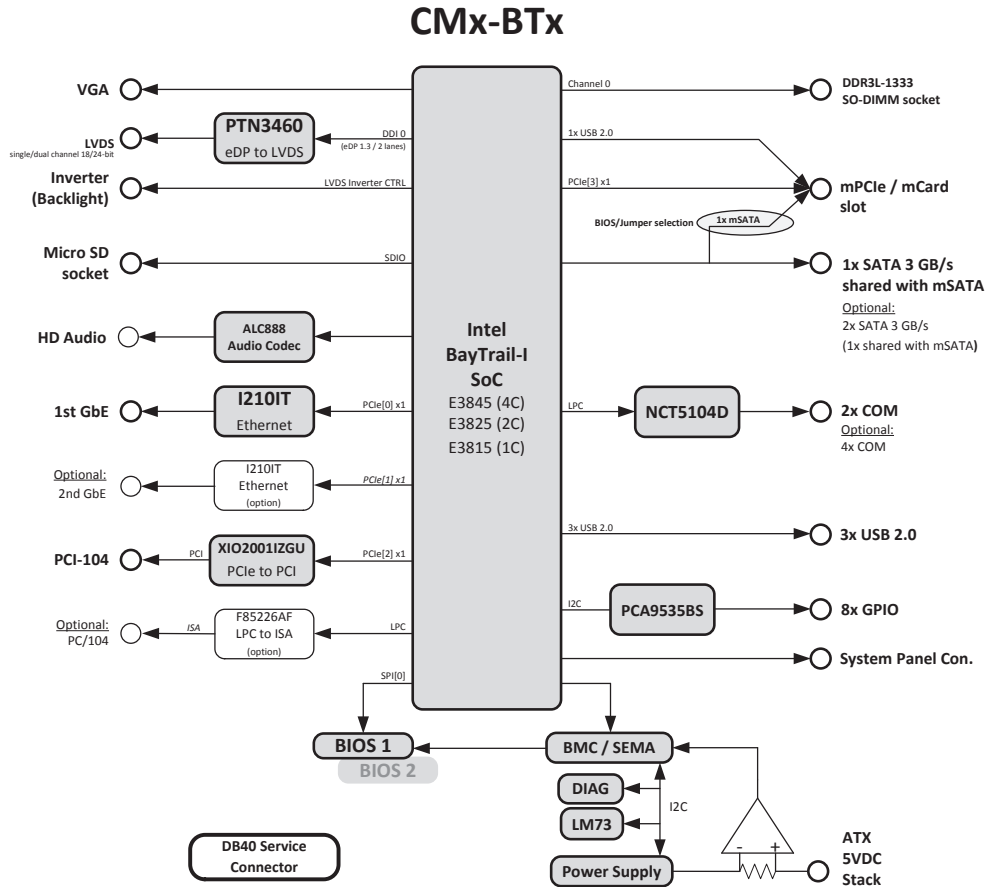 CMx-BTx
VGA
PTN3460
eDP to LVDS
DDI 0
(eDP 1.3 / 2 lanes)
LVDS
single/dual channel 18/24-bit
Inverter
(Backlight)
LVDS Inverter CTRL
Micro SD
socket
SDIO
HD Audio
ALC888
Audio Codec
1st GbE
I210IT
Ethernet
PCIe[0] x1
Optional:
2nd GbE
I210IT
Ethernet
(option)
PCIe[1] x1
PCI-104
PCI
XIO2001IZGU
PCIe to PCI
PCIe[2] x1
Optional:
PC/104
ISA
F85226AF
LPC to ISA
(option)
LPC
SPI[0]
Intel
BayTrail-I
SoC
E3845 (4C)
E3825 (2C)
E3815 (1C)
Channel 0
DDR3L-1333
SO-DIMM socket
1x USB 2.0
PCIe[3] x1
mPCIe / mCard
slot
BIOS/Jumper selection
1x mSATA
1x SATA 3 GB/s
shared with mSATA
Optional:
2x SATA 3 GB/s
(1x shared with mSATA)
LPC
NCT5104D
2x COM
Optional:
4x COM
3x USB 2.0
3x USB 2.0
I2C
PCA9535BS
8x GPIO
System Panel Con.
BIOS 1
BIOS 2
BMC / SEMA
DIAG
I2C
LM73
Power Supply
- +
ATX
5VDC
Stack
DB40 Service
Connector